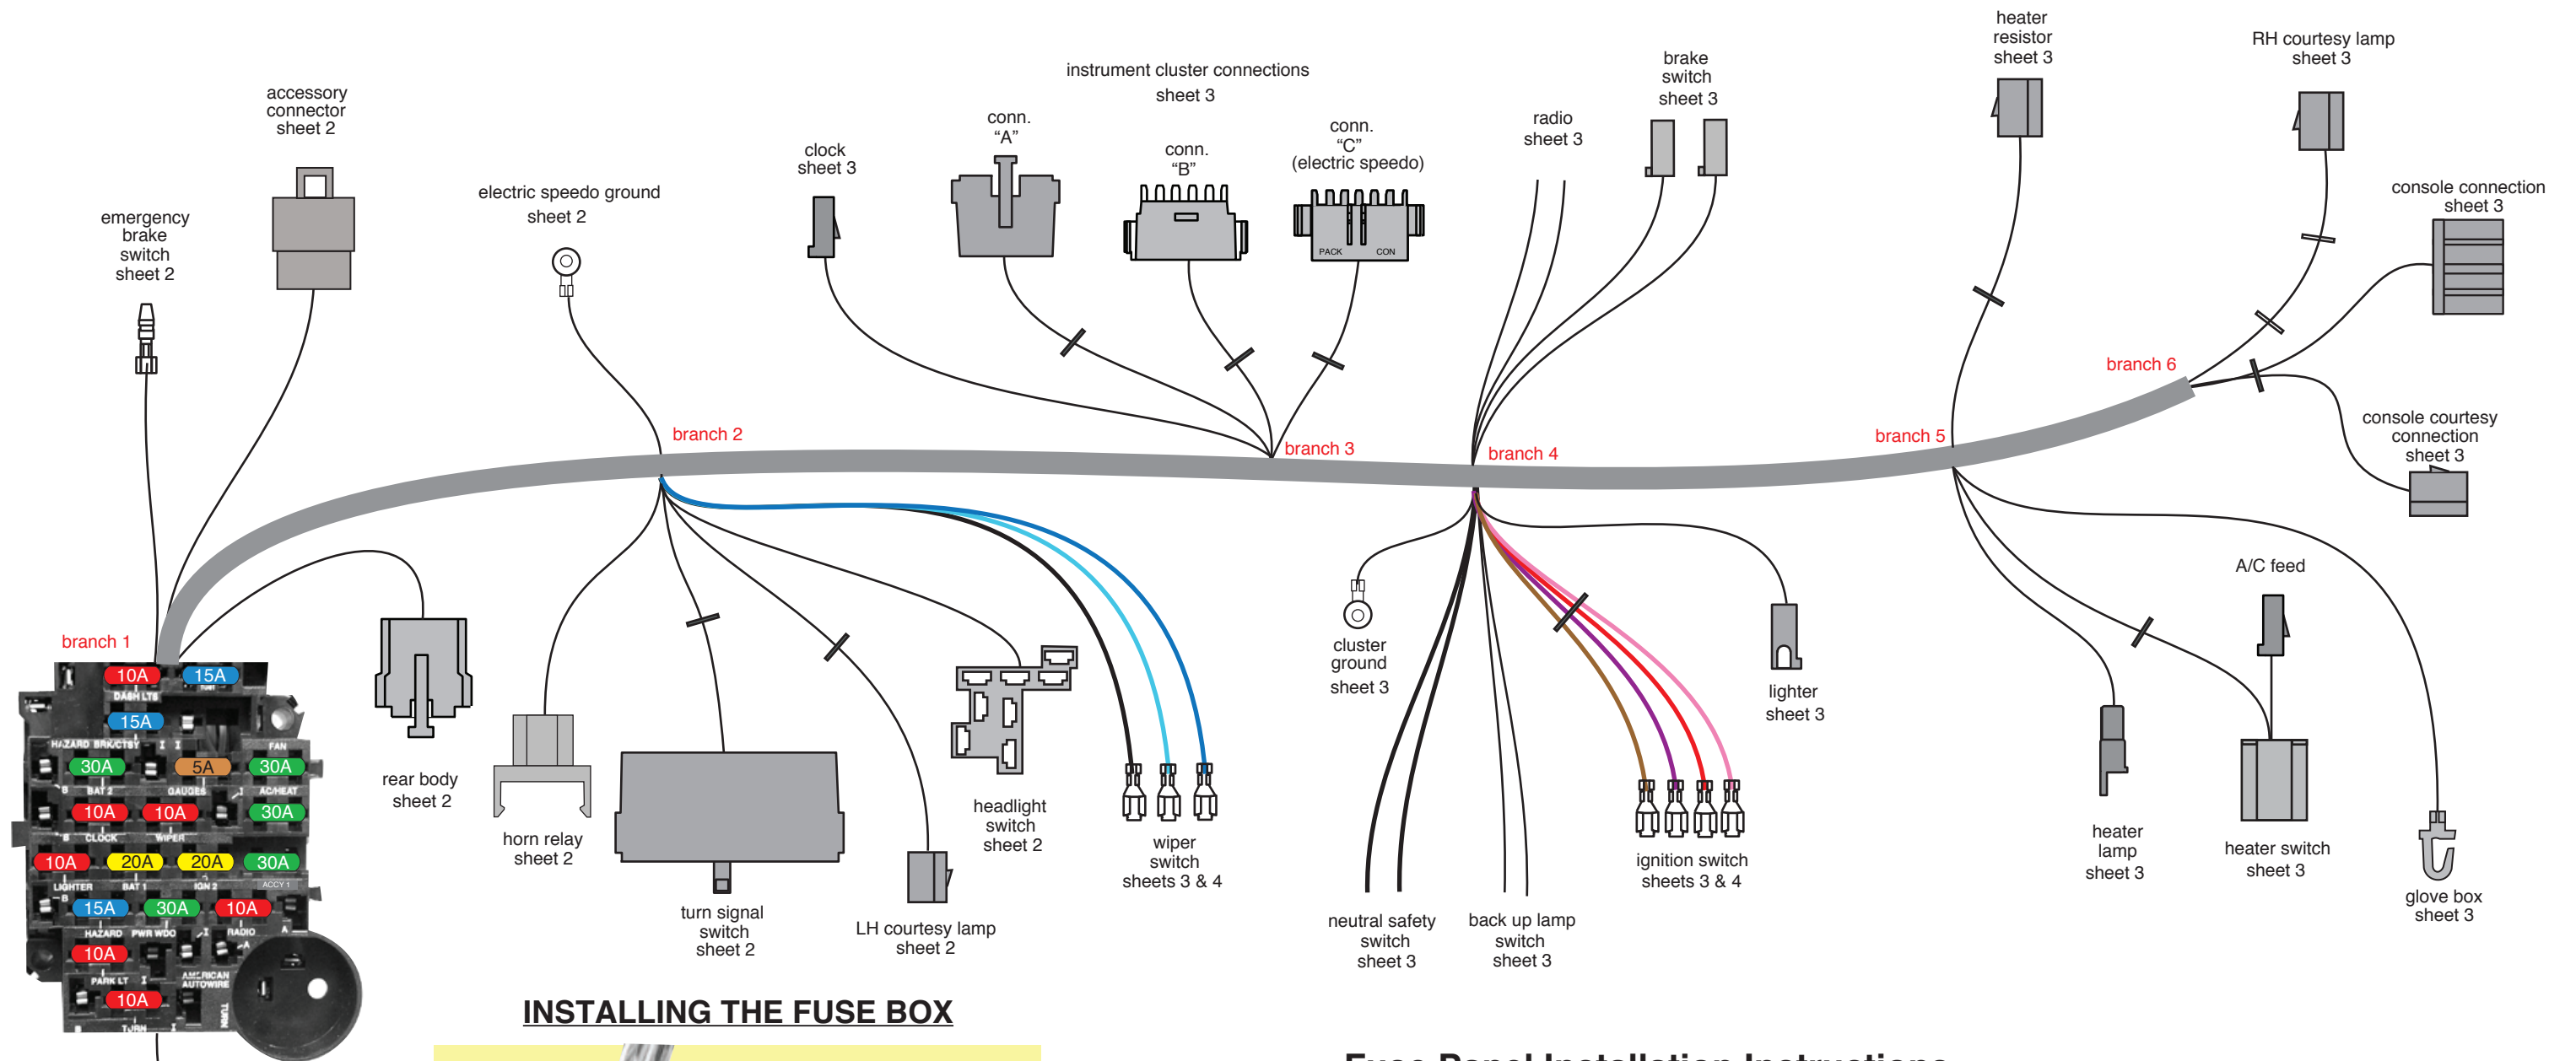 heater
resistor
sheet 3
RH courtesy lamp
sheet 3
brake
switch
sheet 3
instrument cluster connections
sheet 3
accessory
connector
sheet 2
conn.
“A”
conn.
“B”
conn.
“C”
(electric speedo)
radio
sheet 3
clock
sheet 3
console connection
sheet 3
electric speedo ground
sheet 2
emergency
brake
switch
sheet 2
PACK CON
branch 6
branch 2
branch 3
branch 4
branch 5
console courtesy
connection
sheet 3
A/C feed
branch 1
cluster
ground
sheet 3
lighter
sheet 3
rear body
sheet 2
horn relay
sheet 2
headlight
switch
sheet 2
wiper
switch
sheets 3 & 4
ignition switch
sheets 3 & 4
heater
lamp
sheet 3
heater switch
sheet 3
glove box
sheet 3
turn signal
switch
sheet 2
LH courtesy lamp
sheet 2
neutral safety
switch
sheet 3
back up lamp
switch
sheet 3
10A 15A
DASH LTS
15A
HAZARD BRK/CTSY I I FAN
30A 5A 30A
B BAT 2 GAUGES I AC/HEAT
10A 10A 30A
B CLOCK WIPER
10A 20A 20A 30A
LIGHTER BAT 1 IGN 2 ACCY 1
B
15A 30A 10A
HAZARD PWR WDO I RADIO A
A
10A
PARK LT I AMERICAN
AUTOWIRE
10A
B TURN I
TURN
INSTALLING THE FUSE BOX
Fuse Panel Installation Instructions